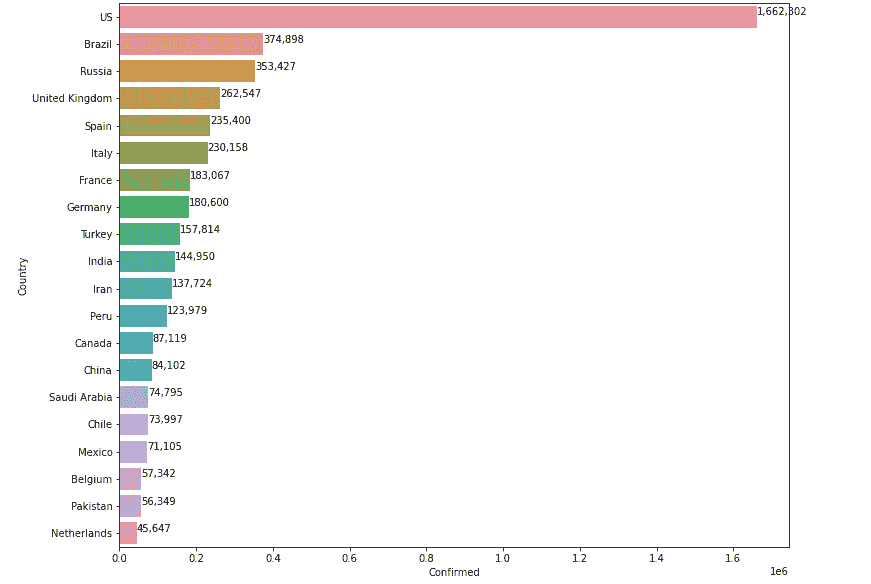 US 1,662,302
Brazil 374,898
Russia 353,427
United Kingdom 262,547
Spain 235,400
Italy 230,158
France 183,067
Germany 180,600
Turkey 157,814
India 144,950
Iran 137,724
Peru 123,979
Canada 87,119
China 84,102
Saudi Arabia 74,795
Chile 73,997
Mexico 71,105
Belgium 57,342
Pakistan 56,349
Netherlands 45,647
Country
0.0 0.2 0.4 0.6 0.8 1.0 1.2 1.4 1.6
Confirmed
1e6